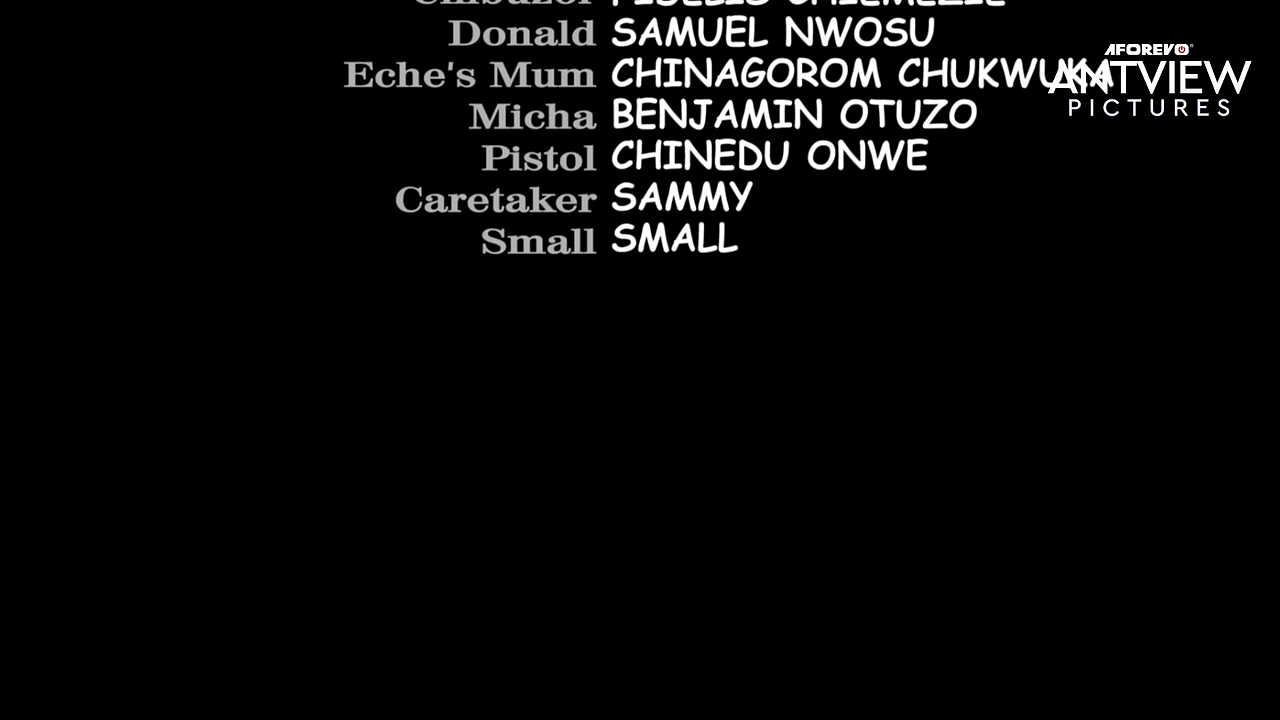 Donald SAMUEL NWOSU
Eche's Mum CHINAGOROM CHUKWUKA
Micha BENJAMIN OTUZO
Pistol CHINEDU ONWE
Caretaker SAMMY
Small SMALL
AFOREVO
ANTVIEW
PICTURES